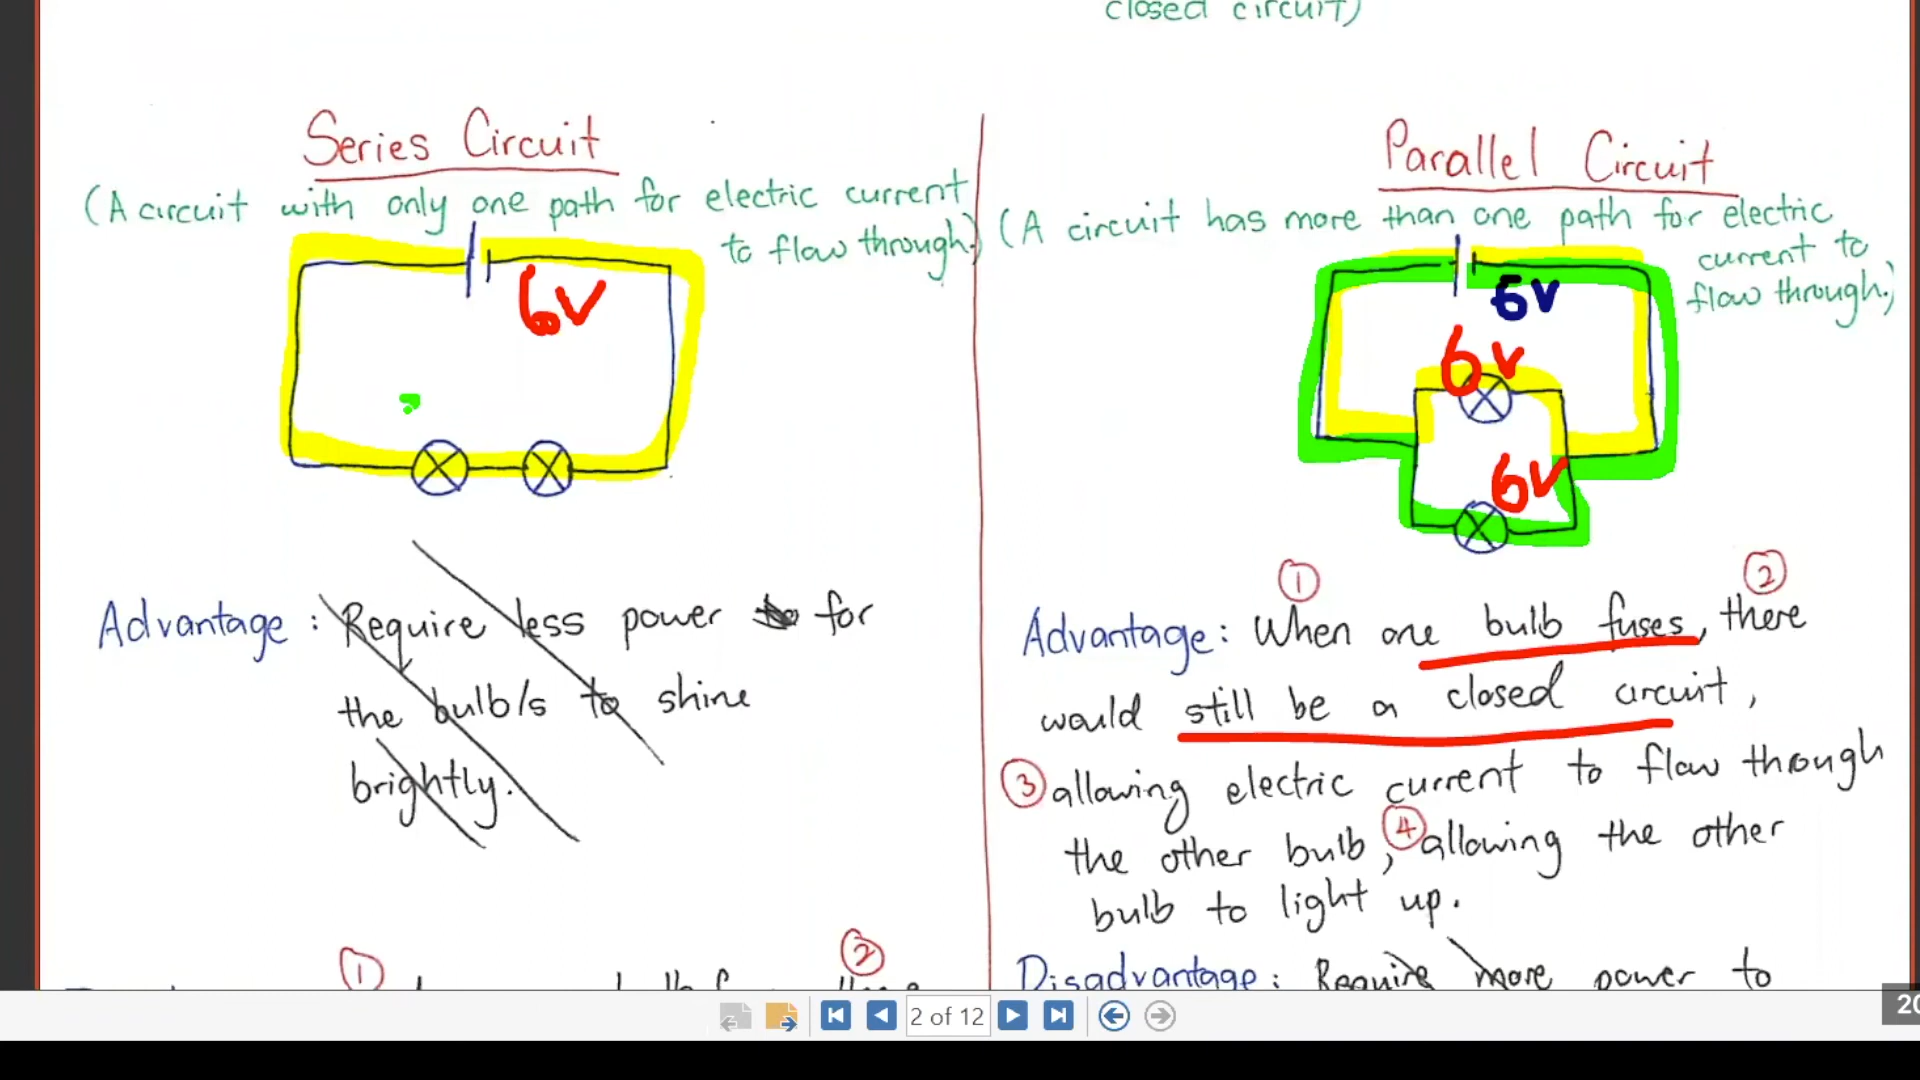 closed circuit)
Series Circuit
(A circuit with only one path for electric current
to flow through.)
6V
Advantage: Require less power for
the bulb/s to shine
brightly.
①
②
Parallel Circuit
(A circuit has more than one path for electric
current to
flow through.)
6V
6V
6V
① ②
Advantage: When one bulb fuses, there
would still be a closed circuit,
③ allowing electric current to flow through
the other bulb, ④ allowing the other
bulb to light up.
Disadvantage: Require more power to
2 of 12
20